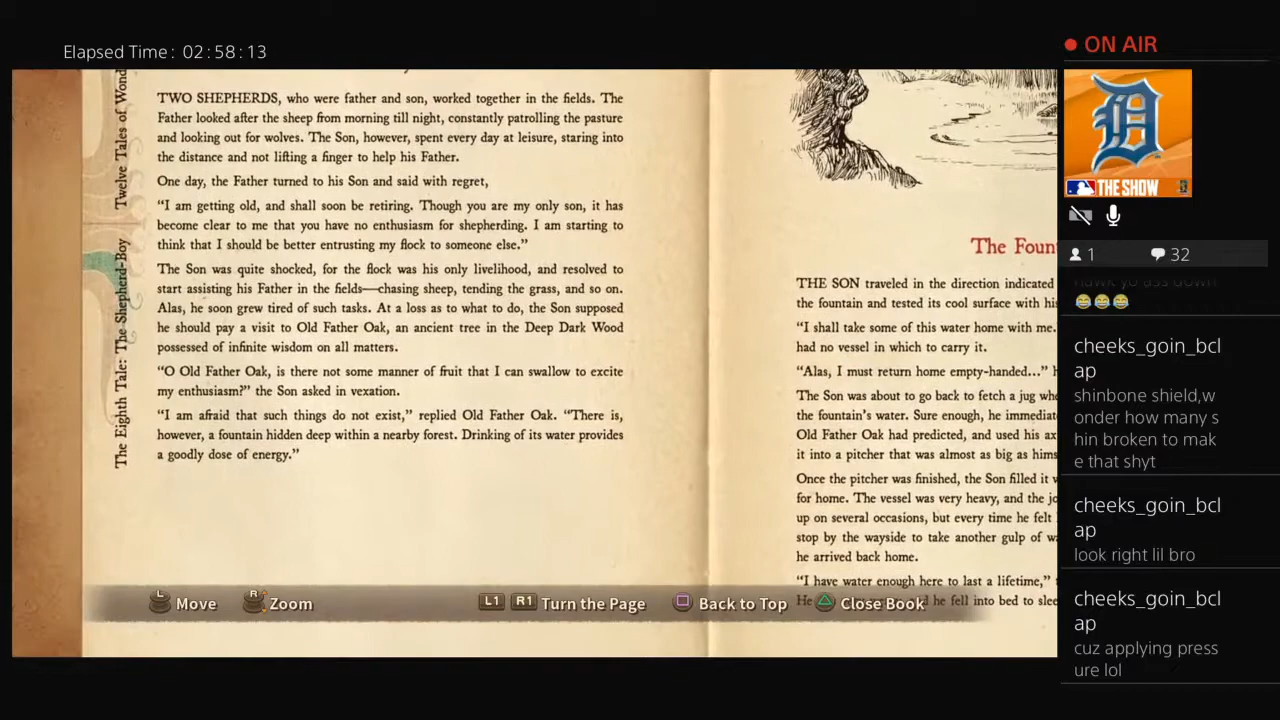 Elapsed Time: 02:58:13
ON AIR
Twelve Tales of Wond
The Eighth Tale: The Shepherd-Boy
TWO SHEPHERDS, who were father and son, worked together in the fields. The
Father looked after the sheep from morning till night, constantly patrolling the pasture
and looking out for wolves. The Son, however, spent every day at leisure, staring into
the distance and not lifting a finger to help his Father.
One day, the Father turned to his Son and said with regret,
“I am getting old, and shall soon be retiring. Though you are my only son, it has
become clear to me that you have no enthusiasm for shepherding. I am starting to
think that I should be better entrusting my flock to someone else.”
The Son was quite shocked, for the flock was his only livelihood, and resolved to
start assisting his Father in the fields—chasing sheep, tending the grass, and so on.
Alas, he soon grew tired of such tasks. At a loss as to what to do, the Son supposed
he should pay a visit to Old Father Oak, an ancient tree in the Deep Dark Wood
possessed of infinite wisdom on all matters.
“O Old Father Oak, is there not some manner of fruit that I can swallow to excite
my enthusiasm?” the Son asked in vexation.
“I am afraid that such things do not exist,” replied Old Father Oak. “There is,
however, a fountain hidden deep within a nearby forest. Drinking of its water provides
a goodly dose of energy.”
The Foun
THE SON traveled in the direction indicated
the fountain and tested its cool surface with his
“I shall take some of this water home with me.
had no vessel in which to carry it.
“Alas, I must return home empty-handed...” h
The Son was about to go back to fetch a jug whe
the fountain's water. Sure enough, he immediat
Old Father Oak had predicted, and used his ax
it into a pitcher that was almost as big as hims
Once the pitcher was finished, the Son filled it w
for home. The vessel was very heavy, and the jo
up on several occasions, but every time he felt
stop by the wayside to take another gulp of wa
he arrived back home.
“I have water enough here to last a lifetime,”
He
d he fell into bed to slee
L Move R Zoom L1 R1 Turn the Page Back to Top Close Book
D
MLB THE SHOW
1 32
hawk yo ass down
😂😂😂
cheeks_goin_bcl
ap
shinbone shield,w
onder how many s
hin broken to mak
e that shyt
cheeks_goin_bcl
ap
look right lil bro
cheeks_goin_bcl
ap
cuz applying press
ure lol